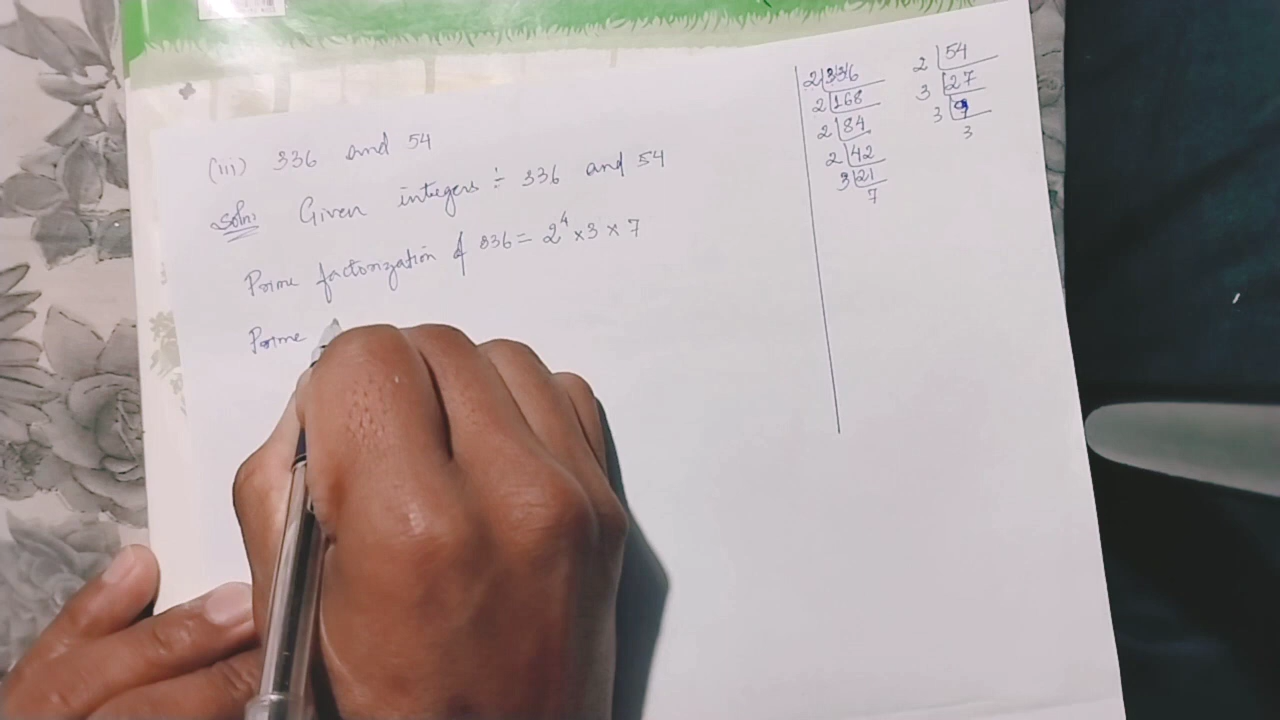 (iii) 336 and 54
Soln: Given integers ÷ 336 and 54
Prime factorization of 336 = 2⁴ × 3 × 7
Prime
2 | 336
2 | 168
2 | 84
2 | 42
3 | 21
7
2 | 54
3 | 27
3 | 9
3